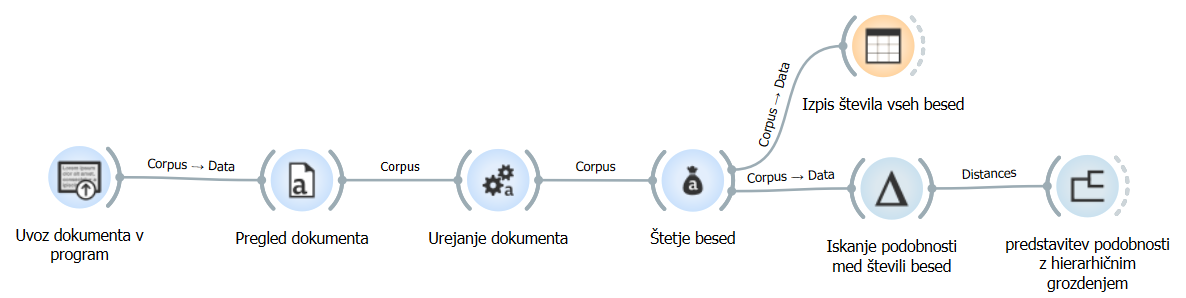 Uvoz dokumenta v
program
Corpus → Data
Pregled dokumenta
Corpus
Urejanje dokumenta
Corpus
Štetje besed
Corpus → Data
Izpis števila vseh besed
Corpus → Data
Iskanje podobnosti
med števili besed
Distances
predstavitev podobnosti
z hierarhičnim
grozdenjem